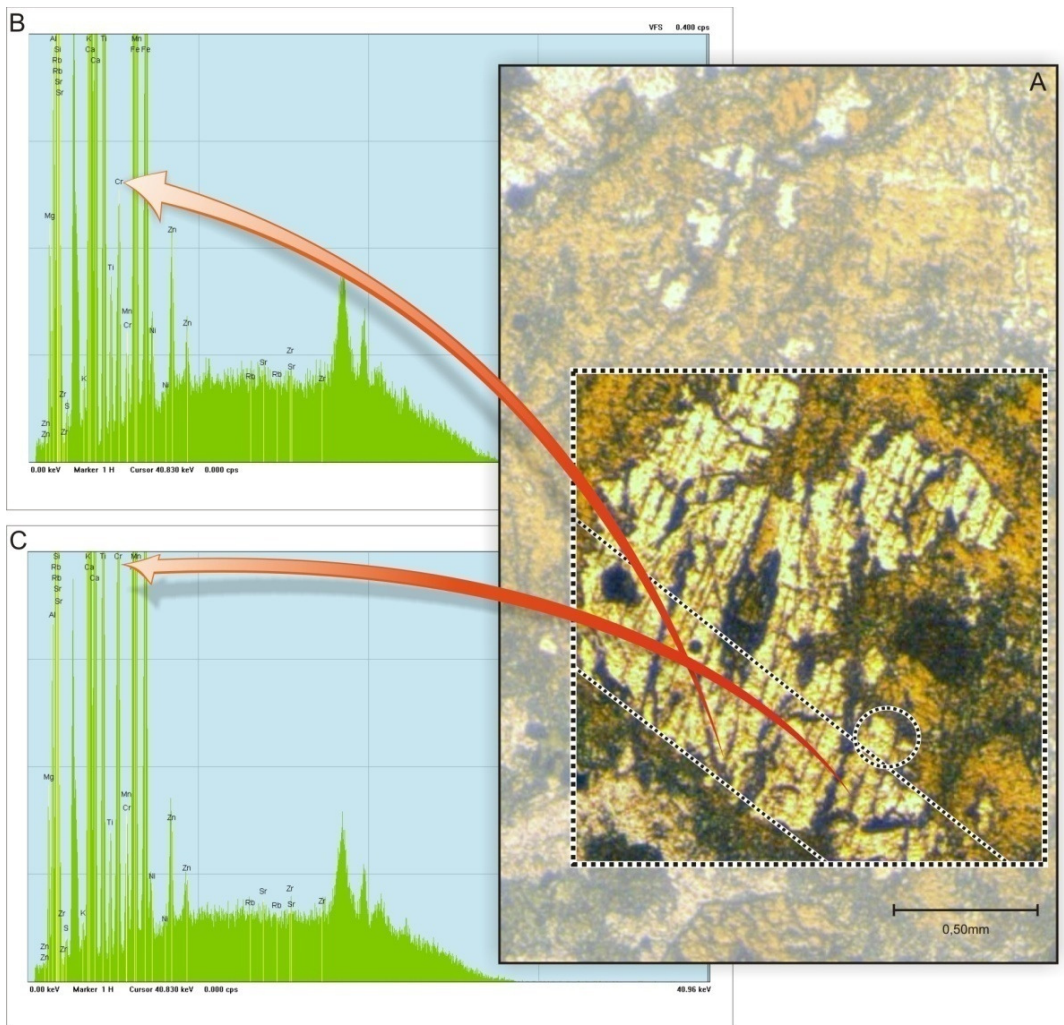 B
VFS 0.400 cps
Al K Ti Mn
Si Ca Fe Fe
Rb Ca
Rb
Sr
Sr
Cr
Mg
Zn
Ti
Mn
Cr Ni Zn
Zr
Sr Sr
K Ni Rb Rb Zr
Zr
S
Zn
Zn Zr
0.00 keV Marker 1 H Cursor 40.830 keV 0.000 cps
A
0,50mm
C
Si K Ti Cr Mn
Rb Ca
Rb Ca
Sr
Sr
Al
Mg
Mn
Cr
Ti Zn
Zn
Ni
Zr
Sr
Zr K Ni Rb Rb Sr Zr
S
Zn Zr
Zn
0.00 keV Marker 1 H Cursor 40.830 keV 0.000 cps 40.96 keV